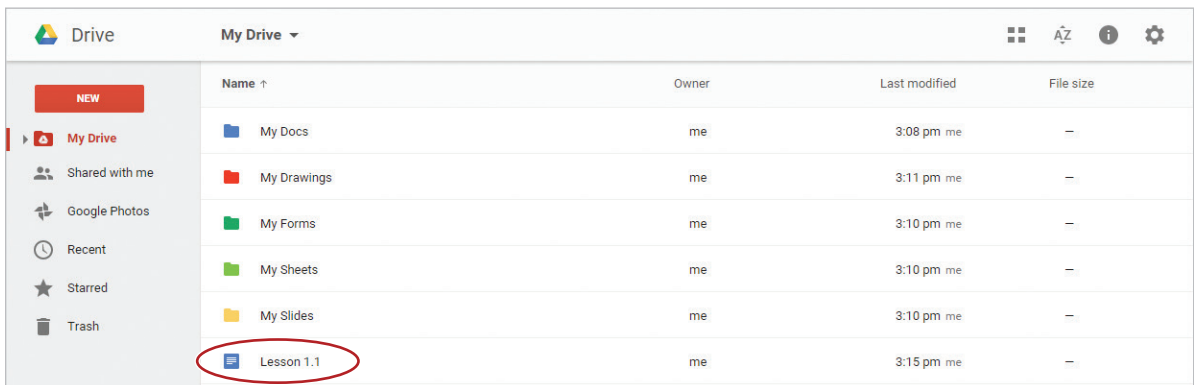 Drive My Drive AZ
Name ↑ Owner Last modified File size
NEW
My Drive
Shared with me
Google Photos
Recent
Starred
Trash
My Docs me 3:08 pm me —
My Drawings me 3:11 pm me —
My Forms me 3:10 pm me —
My Sheets me 3:10 pm me —
My Slides me 3:10 pm me —
Lesson 1.1 me 3:15 pm me